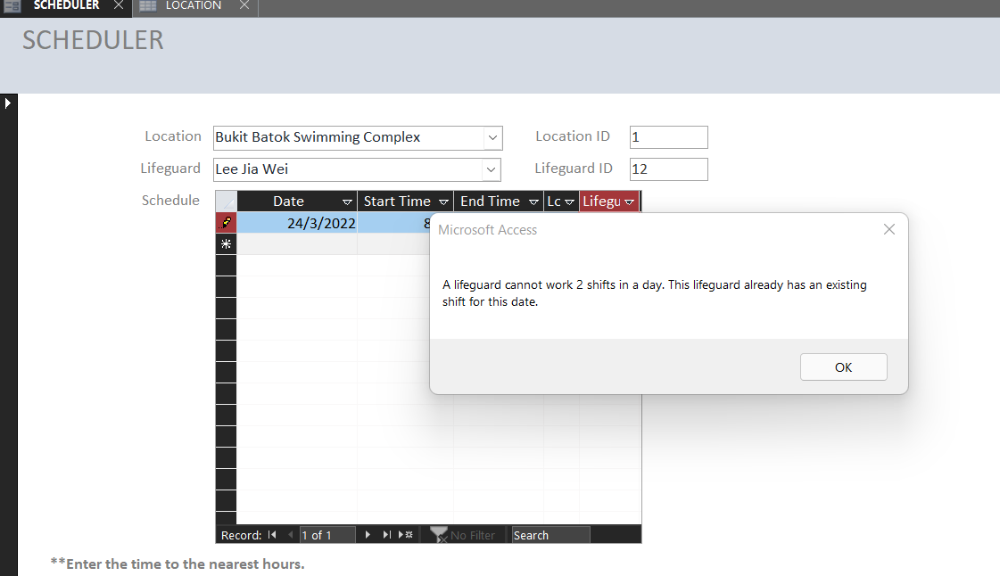 SCHEDULER LOCATION
SCHEDULER
Location Bukit Batok Swimming Complex Location ID 1
Lifeguard Lee Jia Wei Lifeguard ID 12
Schedule Date Start Time End Time Lc Lifegu
24/3/2022 8
Microsoft Access
A lifeguard cannot work 2 shifts in a day. This lifeguard already has an existing
shift for this date.
OK
Record: 1 of 1 No Filter Search
**Enter the time to the nearest hours.